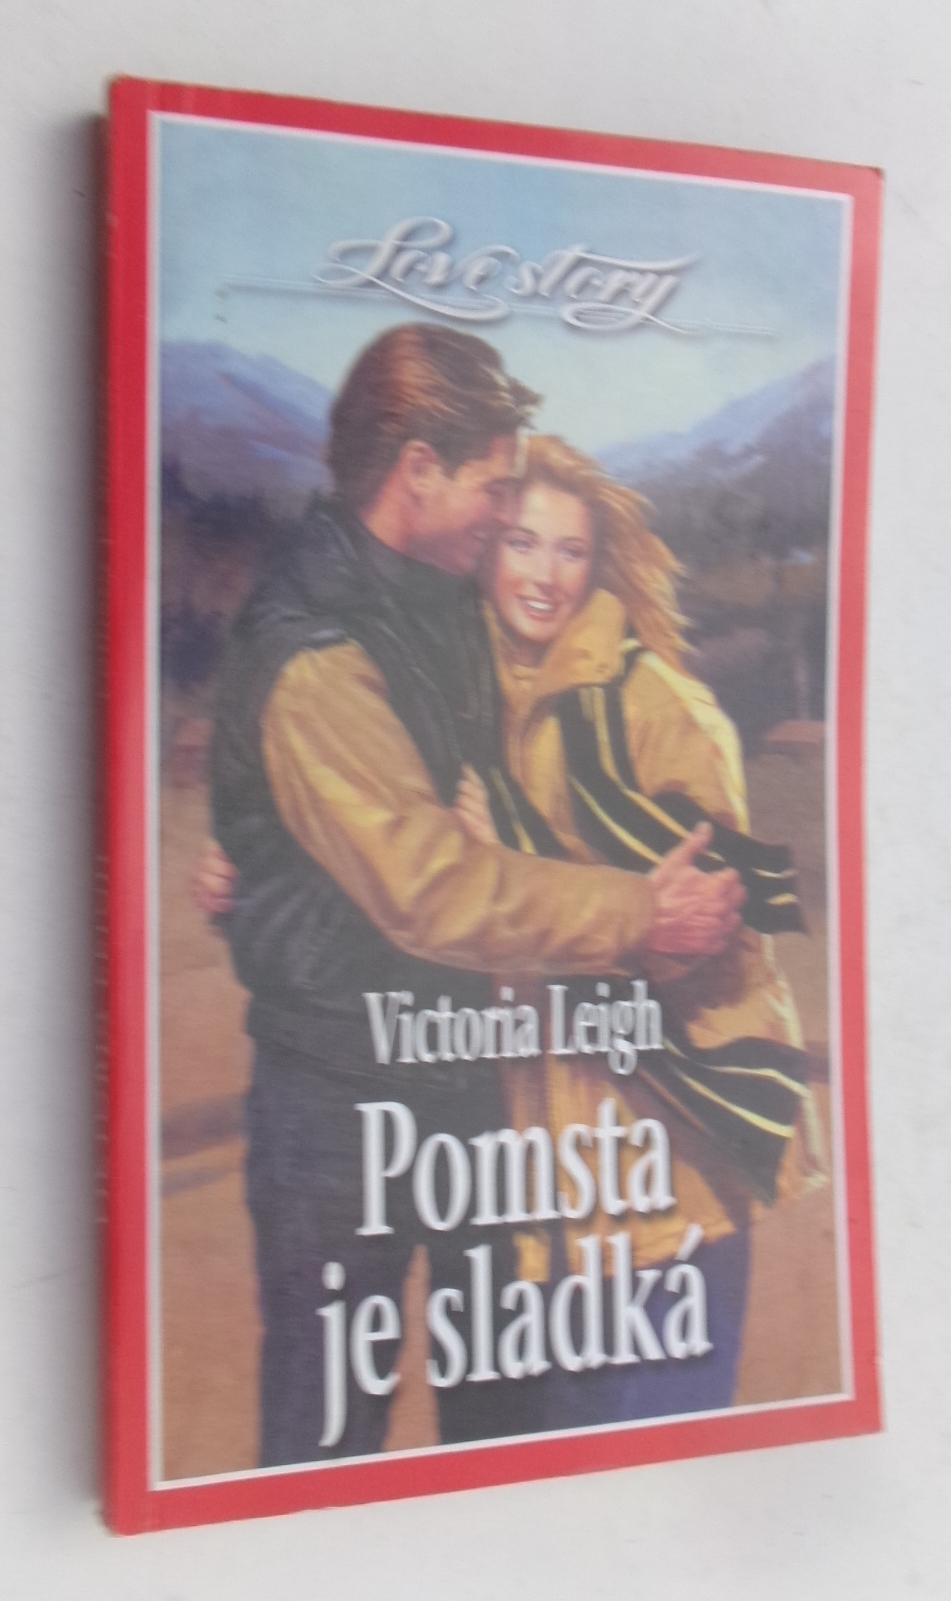 Love story
Victoria Leigh
Pomsta
je sladká